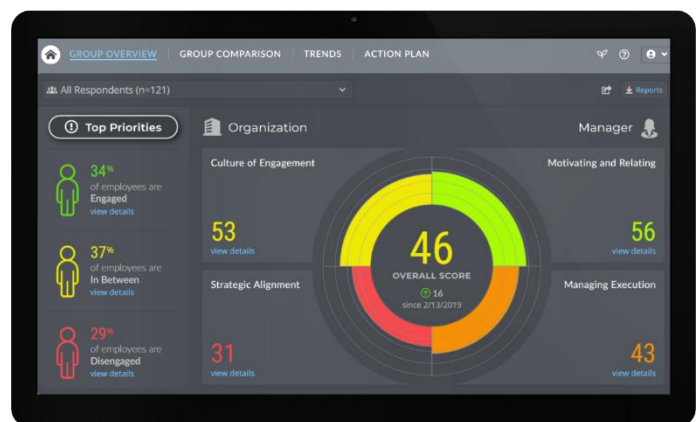 GROUP OVERVIEW GROUP COMPARISON TRENDS ACTION PLAN
All Respondents (n=121)
Reports
Top Priorities
34%
of employees are
Engaged
view details
37%
of employees are
In Between
view details
29%
of employees are
Disengaged
view details
Organization
Manager
Culture of Engagement
53
view details
Motivating and Relating
56
view details
46
OVERALL SCORE
16
since 2/13/2019
Strategic Alignment
31
view details
Managing Execution
43
view details